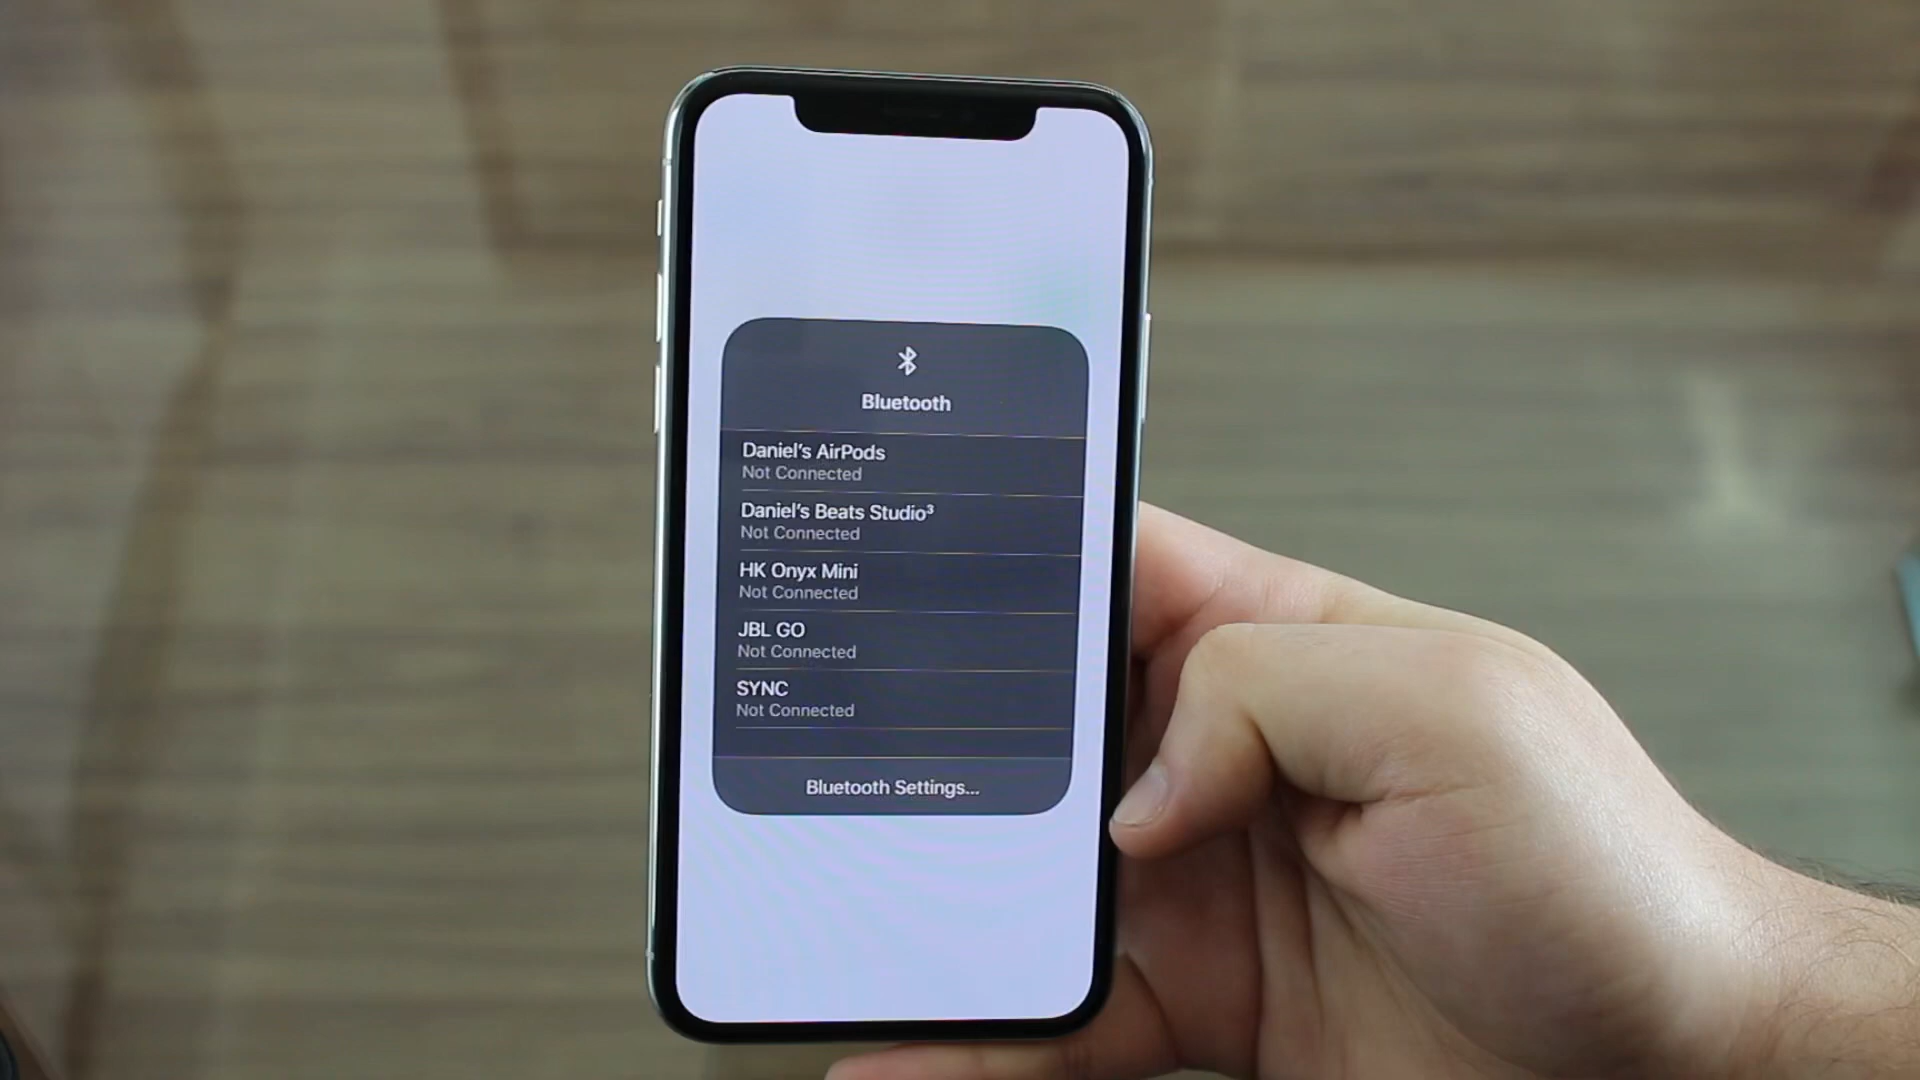 Bluetooth
Daniel's AirPods
Not Connected
Daniel's Beats Studio³
Not Connected
HK Onyx Mini
Not Connected
JBL GO
Not Connected
SYNC
Not Connected
Bluetooth Settings...